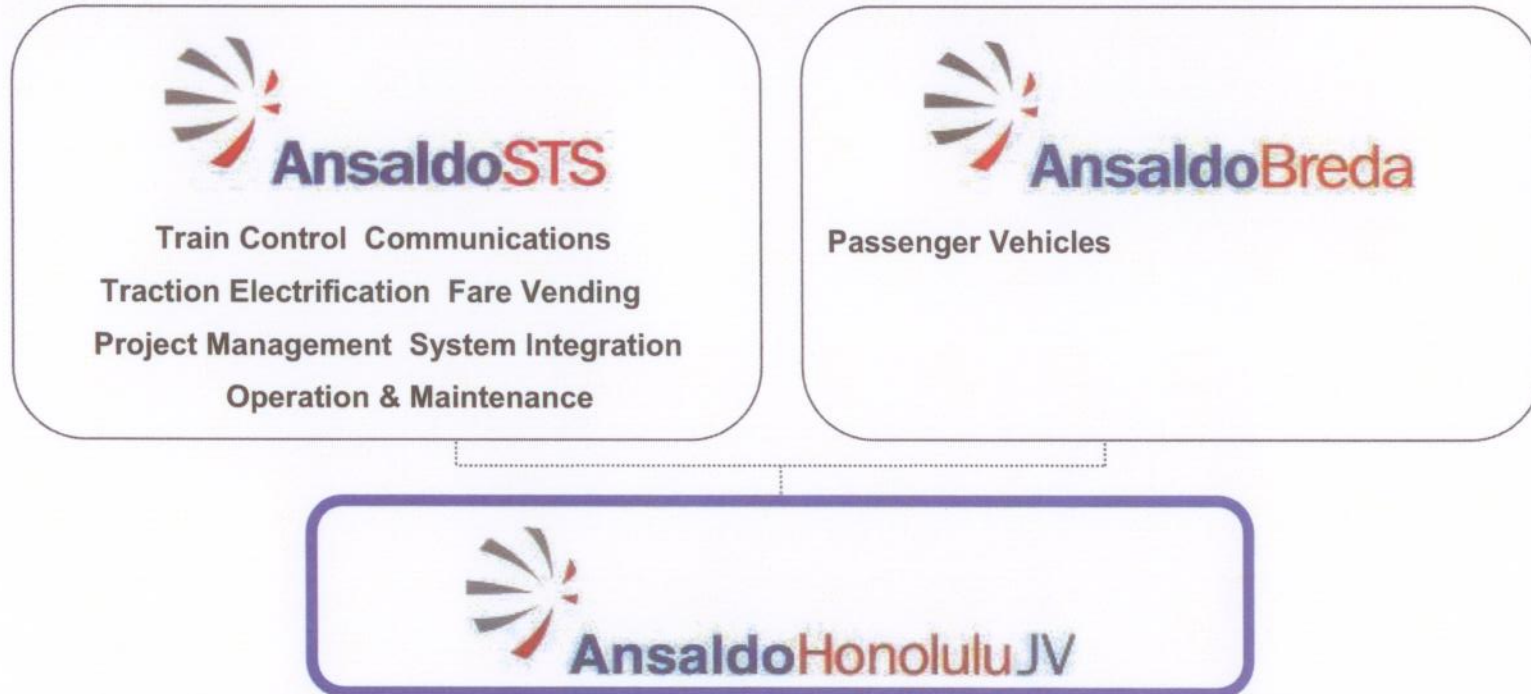 AnsaldoSTS
Train Control Communications
Traction Electrification Fare Vending
Project Management System Integration
Operation & Maintenance
AnsaldoBreda
Passenger Vehicles
AnsaldoHonoluluJV